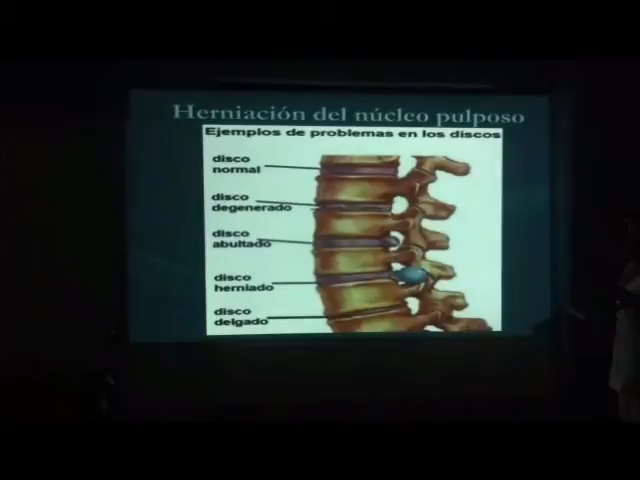 Herniación del núcleo pulposo
Ejemplos de problemas en los discos
disco
normal
disco
degenerado
disco
abultado
disco
herniado
disco
delgado